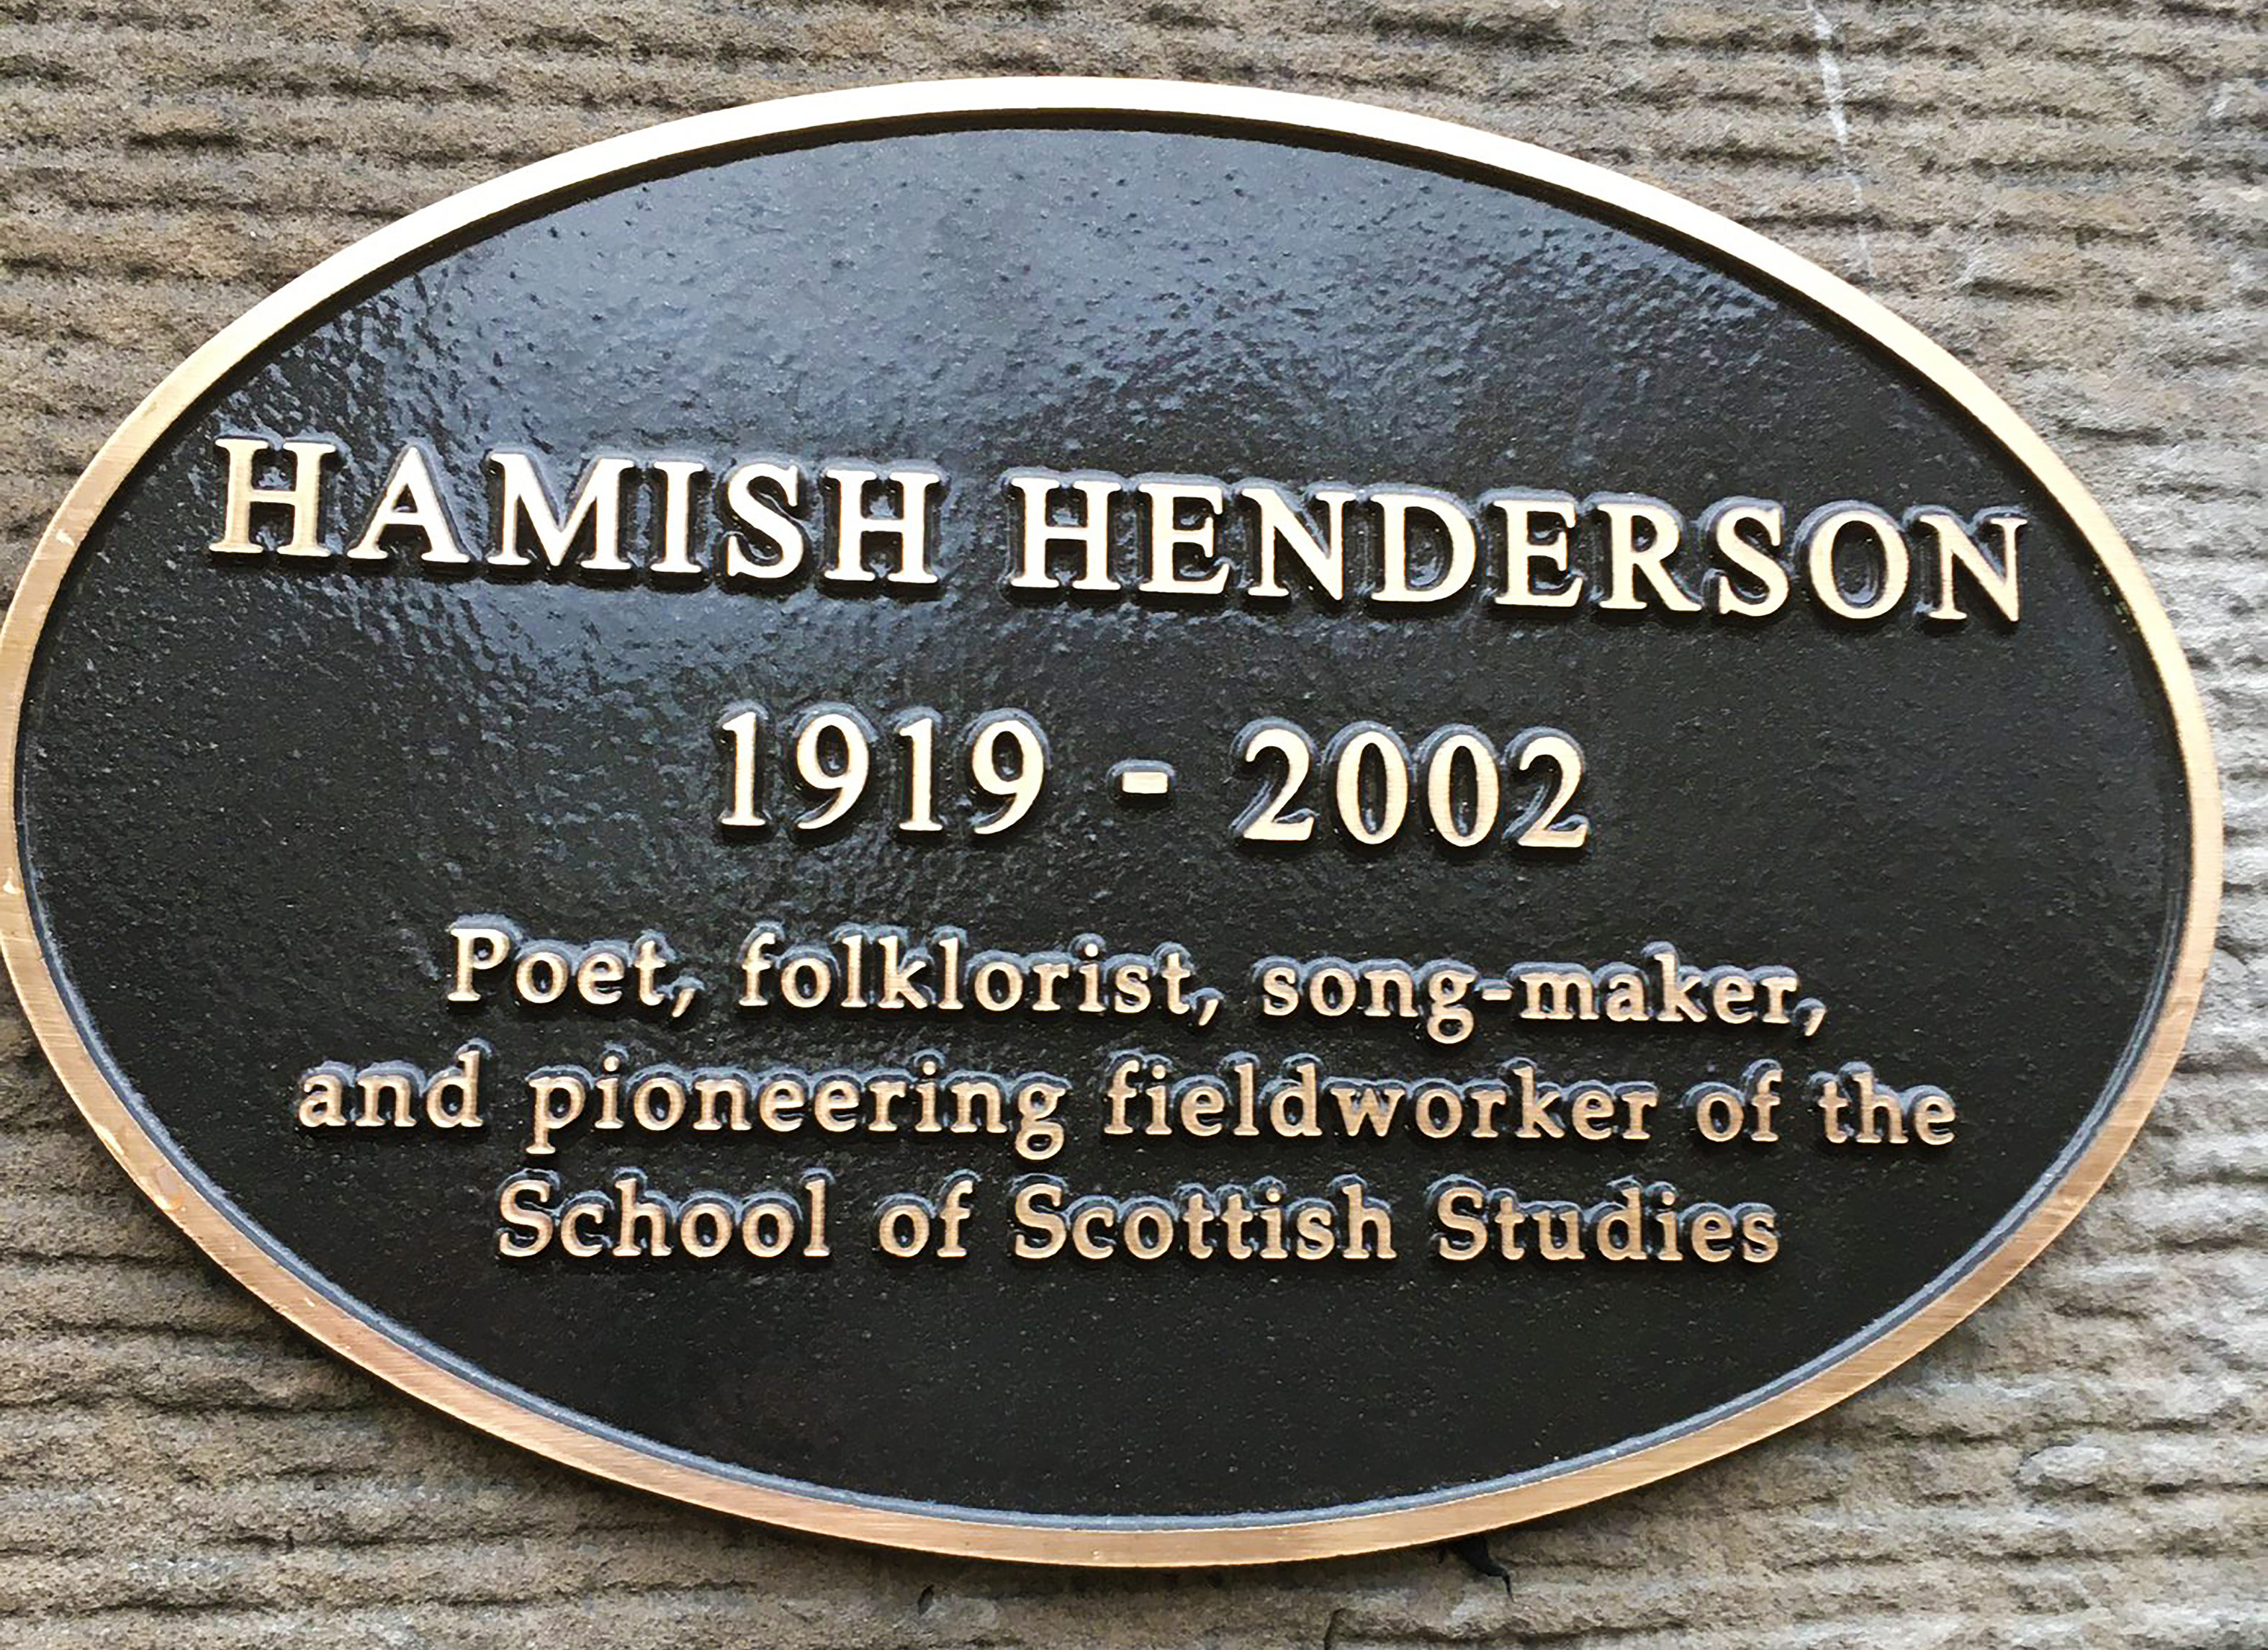 HAMISH HENDERSON
1919 - 2002
Poet, folklorist, song-maker,
and pioneering fieldworker of the
School of Scottish Studies